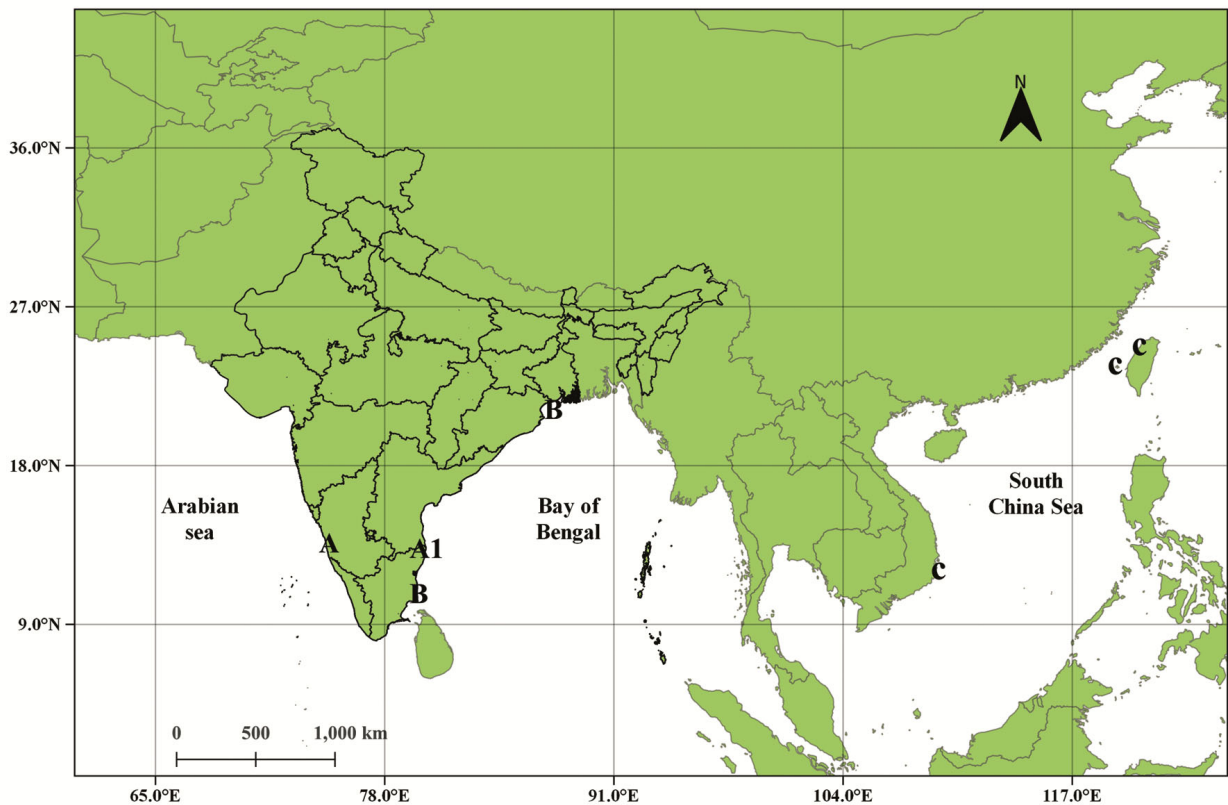 N
36.0°N
27.0°N
c
c
B
18.0°N
Arabian
sea
Bay of
Bengal
South
China Sea
A
A1
c
B
9.0°N
0 500 1,000 km
65.0°E 78.0°E 91.0°E 104.0°E 117.0°E